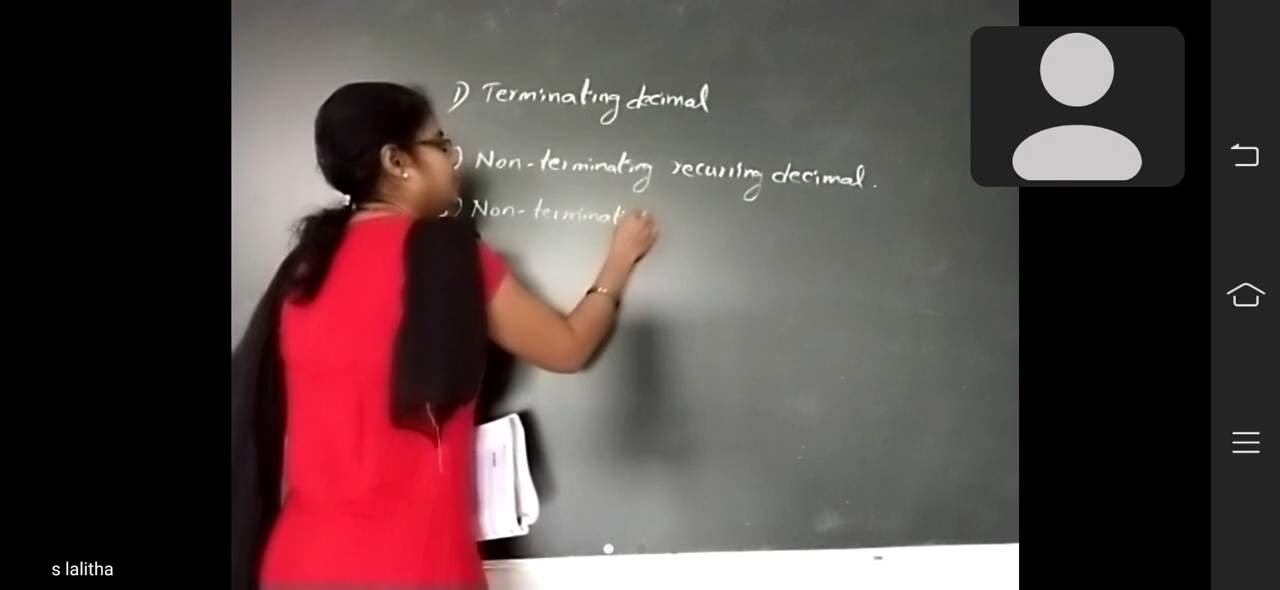 1) Terminating decimal
) Non-terminating recurring decimal.
) Non-terminati
s lalitha